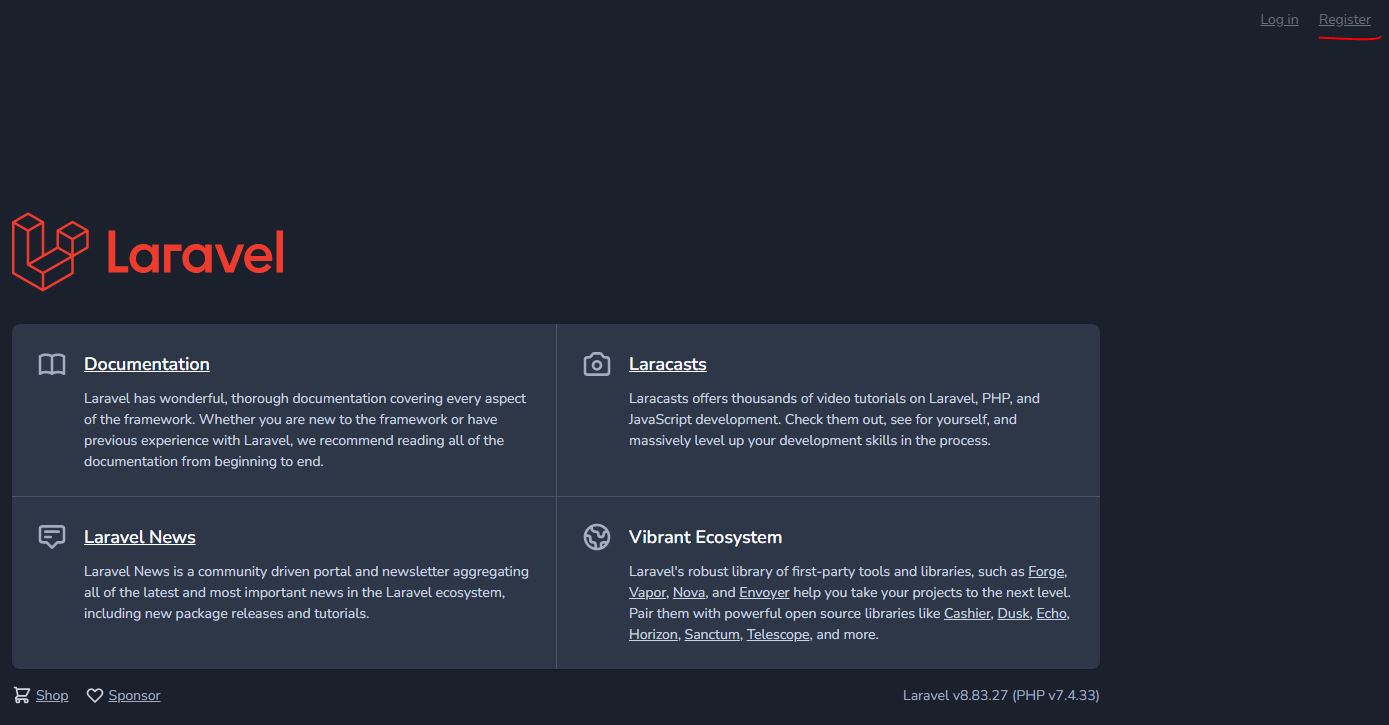 Log in Register
Laravel
Documentation
Laravel has wonderful, thorough documentation covering every aspect
of the framework. Whether you are new to the framework or have
previous experience with Laravel, we recommend reading all of the
documentation from beginning to end.
Laracasts
Laracasts offers thousands of video tutorials on Laravel, PHP, and
JavaScript development. Check them out, see for yourself, and
massively level up your development skills in the process.
Laravel News
Laravel News is a community driven portal and newsletter aggregating
all of the latest and most important news in the Laravel ecosystem,
including new package releases and tutorials.
Vibrant Ecosystem
Laravel's robust library of first-party tools and libraries, such as Forge,
Vapor, Nova, and Envoyer help you take your projects to the next level.
Pair them with powerful open source libraries like Cashier, Dusk, Echo,
Horizon, Sanctum, Telescope, and more.
Shop Sponsor
Laravel v8.83.27 (PHP v7.4.33)